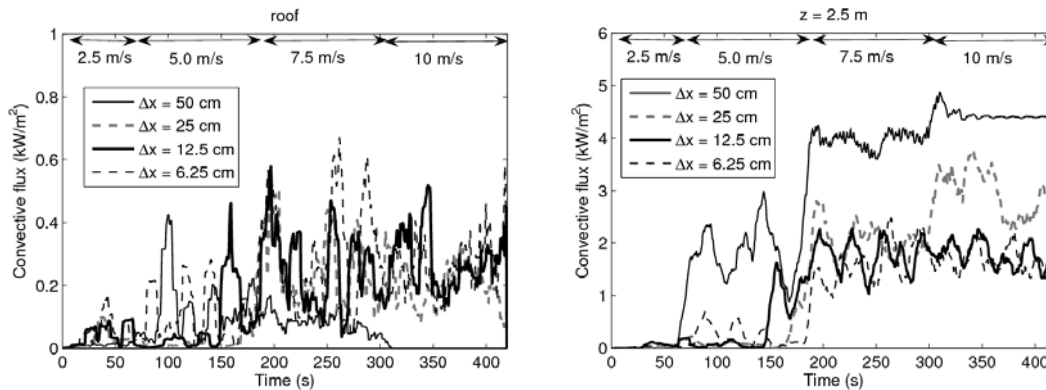 roof
1
0.8
0.6
0.4
0.2
0
Convective flux (kW/m²)
2.5 m/s
5.0 m/s
7.5 m/s
10 m/s
Δx = 50 cm
Δx = 25 cm
Δx = 12.5 cm
Δx = 6.25 cm
0 50 100 150 200 250 300 350 400
Time (s)
z = 2.5 m
6
5
4
3
2
1
0
Convective flux (kW/m²)
2.5 m/s
5.0 m/s
7.5 m/s
10 m/s
Δx = 50 cm
Δx = 25 cm
Δx = 12.5 cm
Δx = 6.25 cm
0 50 100 150 200 250 300 350 400
Time (s)